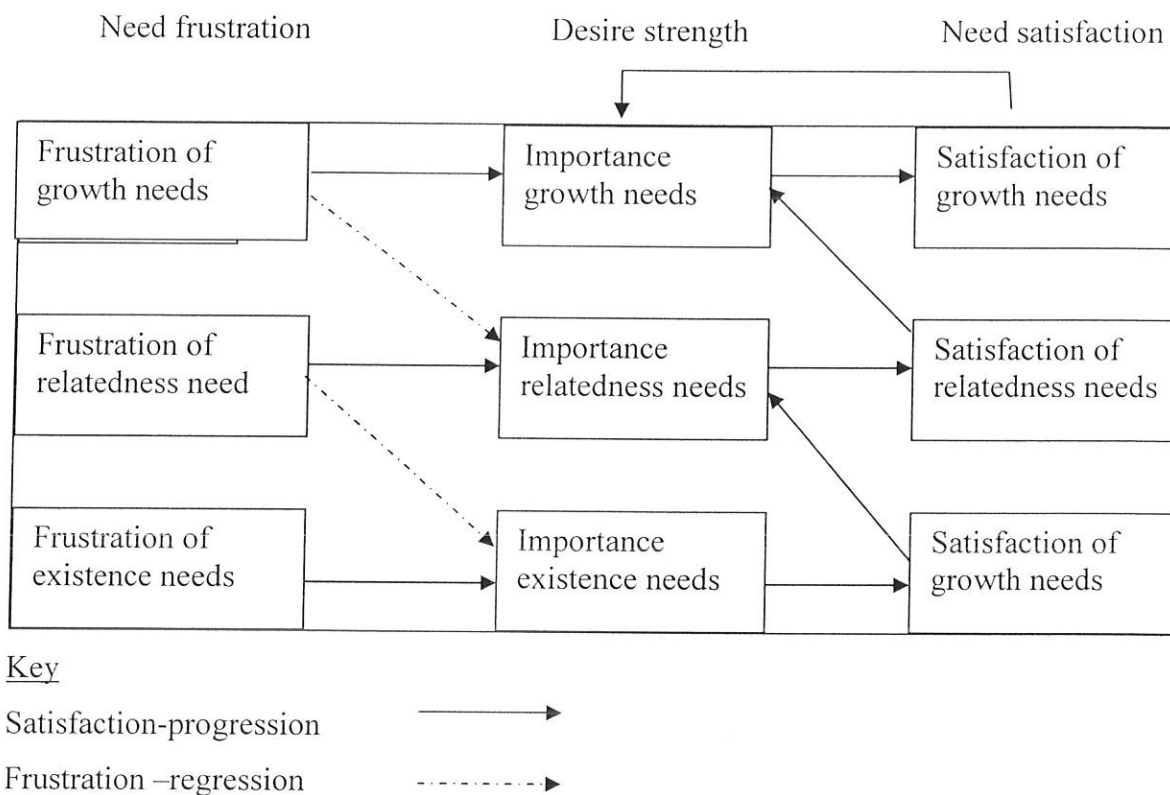 Need frustration
Desire strength
Need satisfaction
Frustration of
growth needs
Importance
growth needs
Satisfaction of
growth needs
Frustration of
relatedness need
Importance
relatedness needs
Satisfaction of
relatedness needs
Frustration of
existence needs
Importance
existence needs
Satisfaction of
growth needs
Key
Satisfaction-progression
Frustration –regression